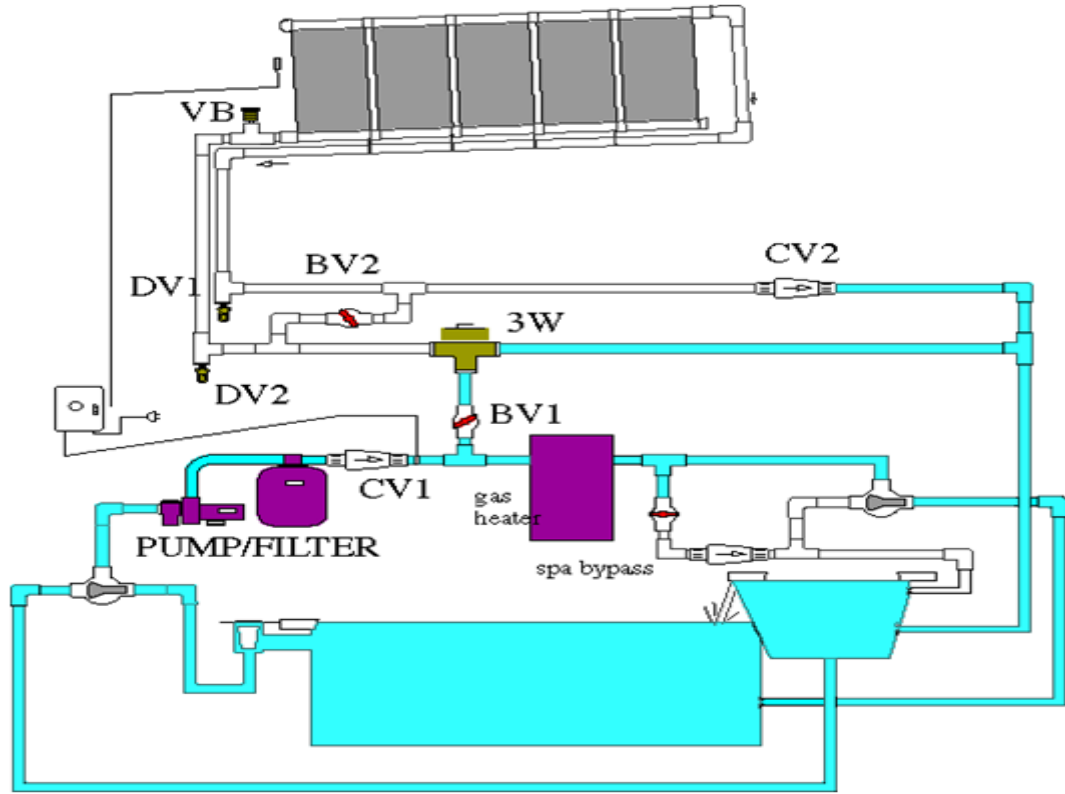 VB
BV2
CV2
DV1
3W
DV2
BV1
CV1
gas
heater
PUMP/FILTER
spa bypass